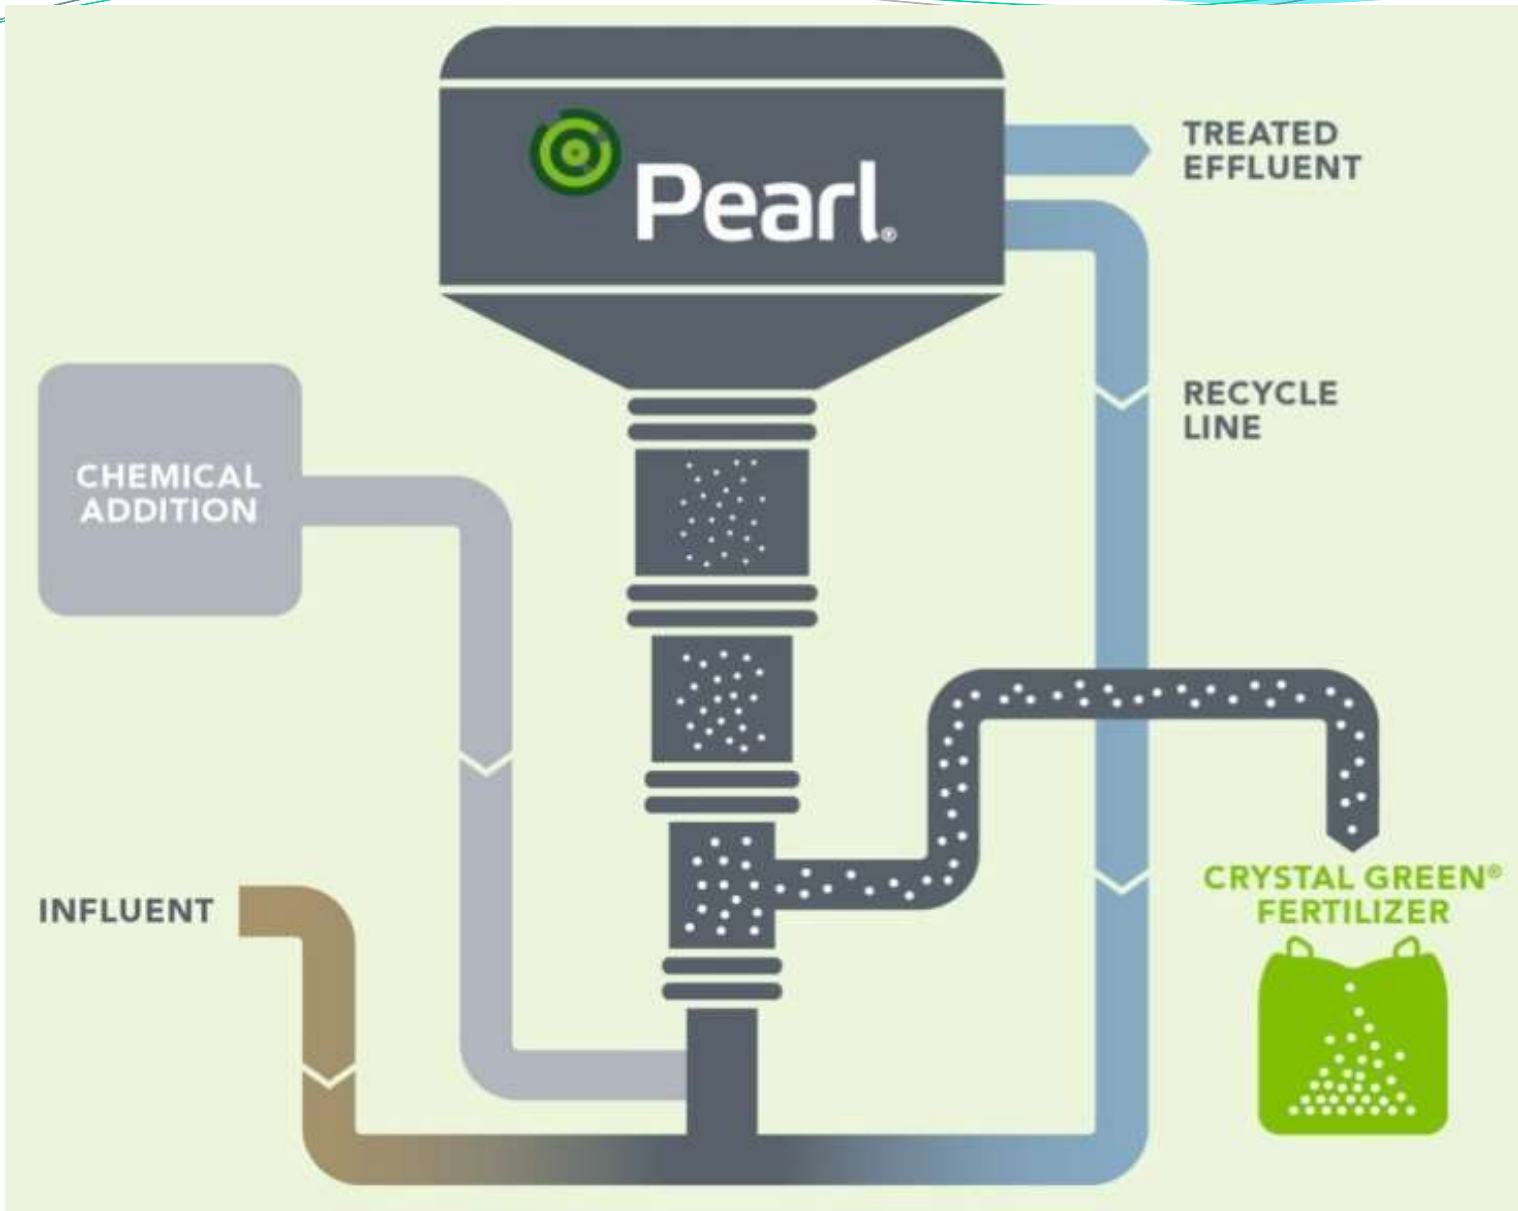 Pearl®
TREATED
EFFLUENT
RECYCLE
LINE
CHEMICAL
ADDITION
INFLUENT
CRYSTAL GREEN®
FERTILIZER